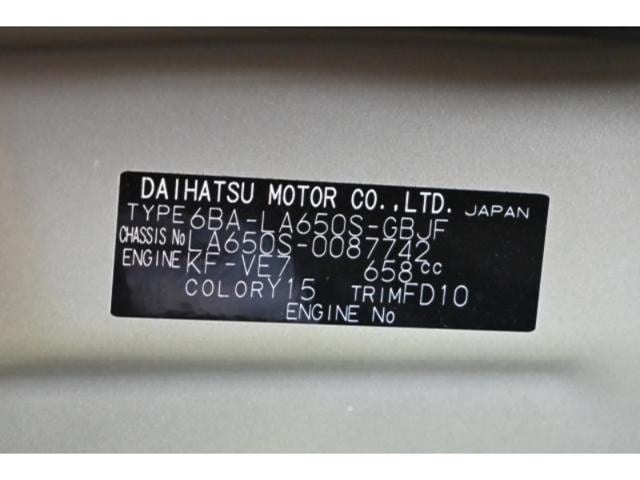 DAIHATSU MOTOR CO.,LTD. JAPAN
TYPE 6BA-LA650S-GBJF
CHASSIS No LA650S-0087742
ENGINE KF-VE7 658cc
COLOR Y15 TRIM FD10
ENGINE No